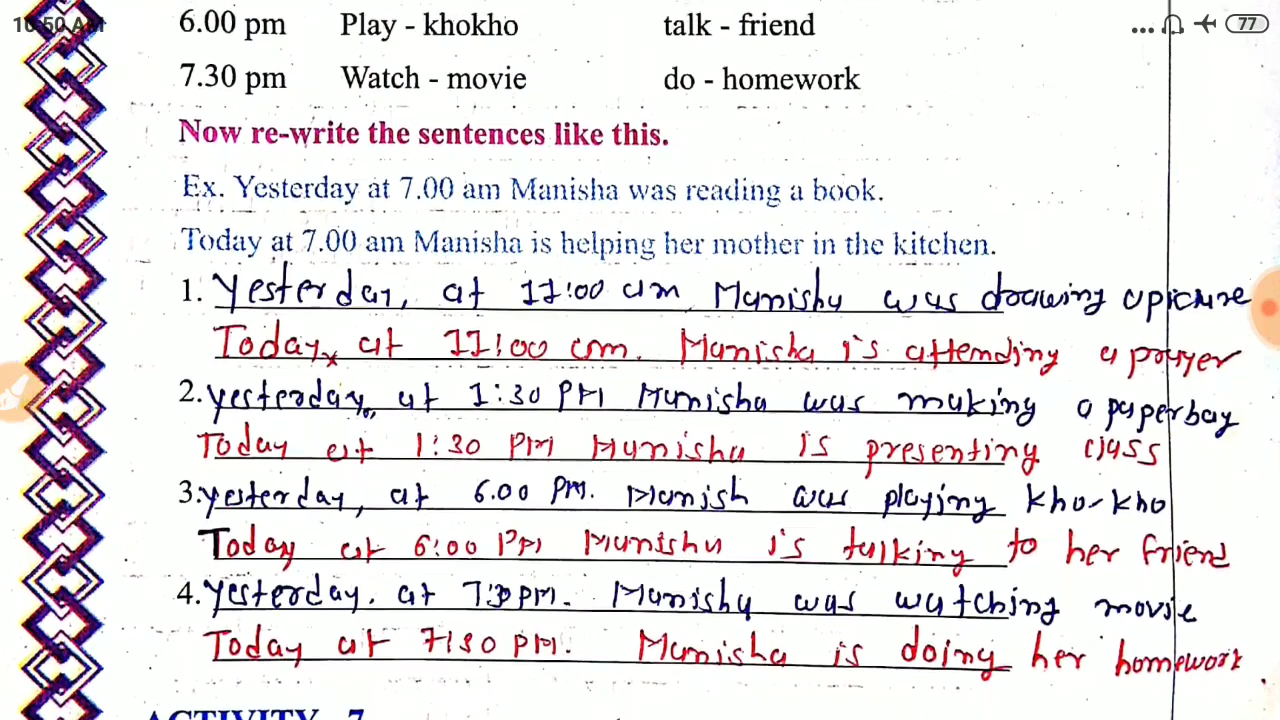 10:50 AM ... 77
6.00 pm Play - khokho talk - friend
7.30 pm Watch - movie do - homework
Now re-write the sentences like this.
Ex. Yesterday at 7.00 am Manisha was reading a book.
Today at 7.00 am Manisha is helping her mother in the kitchen.
1. Yesterday, at 11:00 am Manisha was drawing a picture
Today, at 11:00 am. Manisha is attending a prayer
2. yesterday, at 1:30 PM Manisha was making a paperbag
Today at 1:30 PM Manisha is presenting class
3. yesterday, at 6.00 PM. Manish was playing kho-kho
Today at 6:00 PM Manisha is talking to her friend
4. yesterday. at PM. Manisha was watching movie
Today at 7:30 PM. Manisha is doing her homework.
ACTIVITY - 7